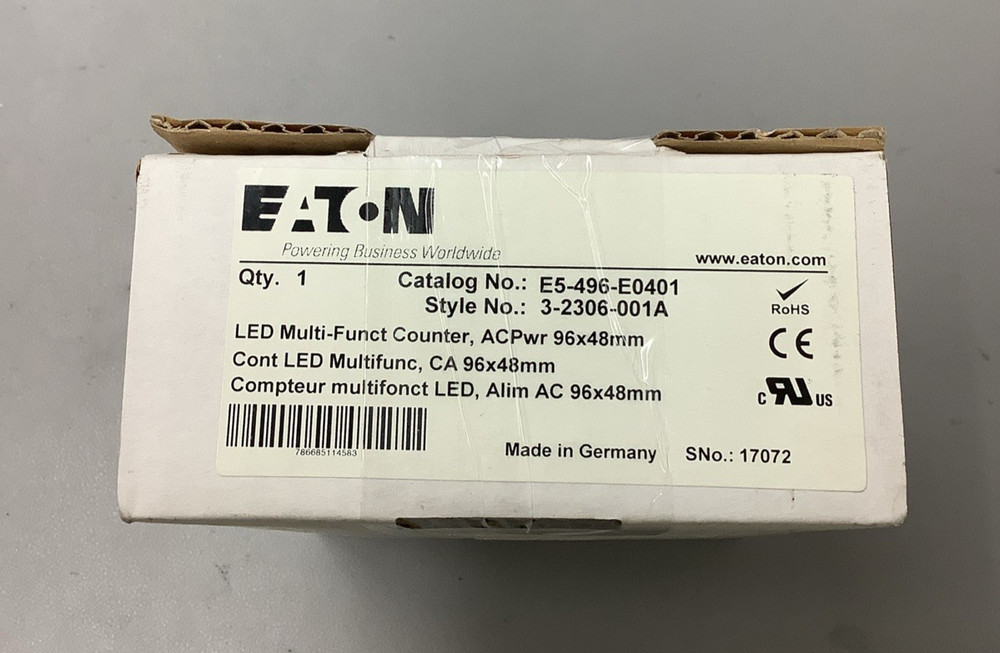 EATON
Powering Business Worldwide
www.eaton.com
Qty. 1
Catalog No.: E5-496-E0401
Style No.: 3-2306-001A
RoHS
LED Multi-Funct Counter, ACPwr 96x48mm
Cont LED Multifunc, CA 96x48mm
Compteur multifonct LED, Alim AC 96x48mm
CE
c RU US
786685114583
Made in Germany SNo.: 17072